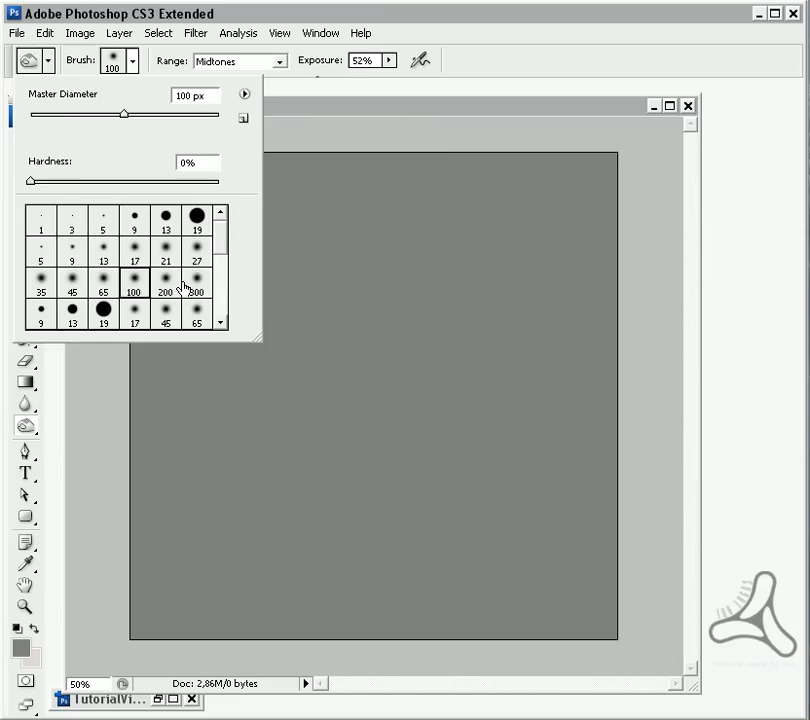 Ps Adobe Photoshop CS3 Extended
File Edit Image Layer Select Filter Analysis View Window Help
Brush: 100 Range: Midtones Exposure: 52%
Master Diameter 100 px
Hardness: 0%
1 3 5 9 13 19
5 9 13 17 21 27
35 45 65 100 200 300
9 13 19 17 45 65
T
50% Doc: 2,86M/0 bytes
Ps TutorialVi...